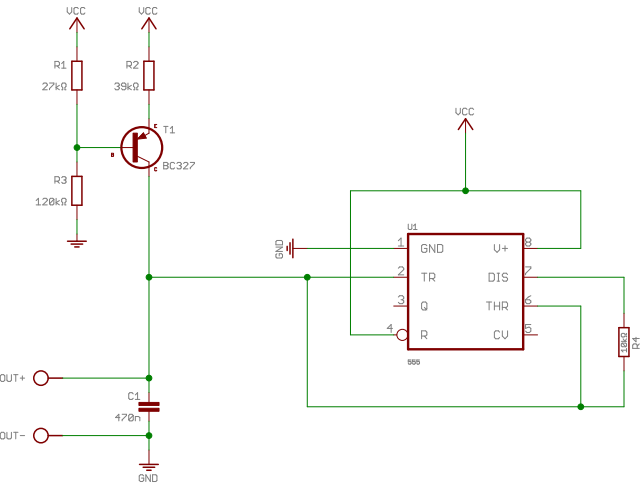 VCC
VCC
R1
27kΩ
R2
39kΩ
E
T1
B
BC327
C
R3
120kΩ
VCC
U1
GND
1
GND
V+
8
2
TR
DIS
7
3
Q
THR
6
4
R
CV
5
555
10kΩ
R4
OUT+
C1
470n
OUT-
GND